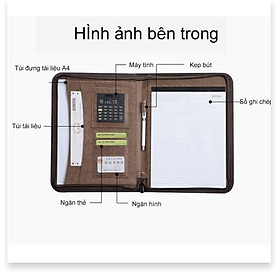 HÌnh ảnh bên trong
Máy tính
Kẹp bút
Túi đựng tài liệu A4
Sổ ghi chép
Túi tài liệu
Ngăn thẻ
Ngăn hình